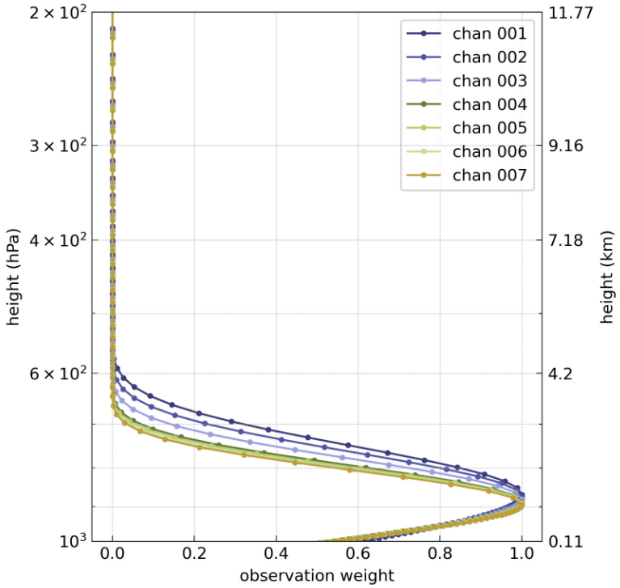 2 × 10²
3 × 10²
4 × 10²
6 × 10²
10³
height (hPa)
11.77
9.16
7.18
4.2
0.11
height (km)
chan 001
chan 002
chan 003
chan 004
chan 005
chan 006
chan 007
0.0 0.2 0.4 0.6 0.8 1.0
observation weight